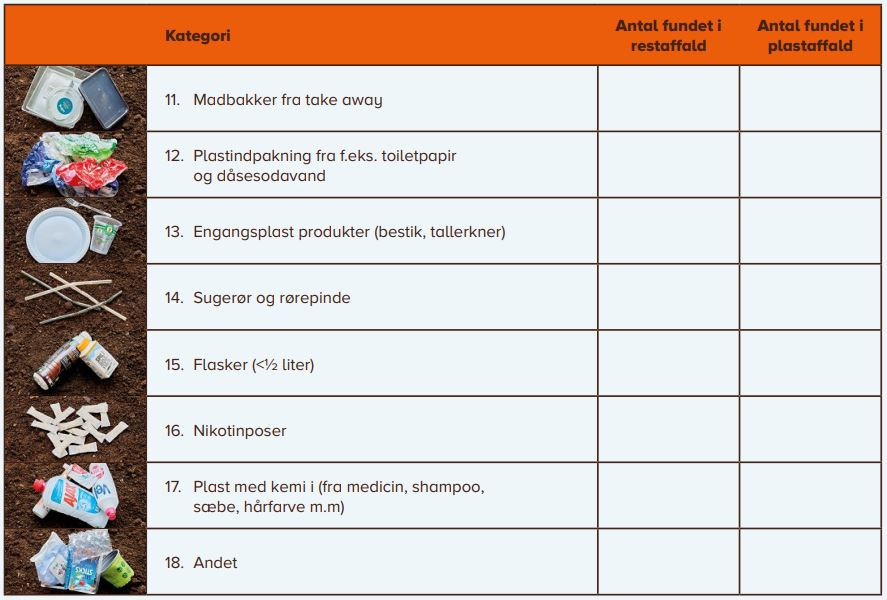 Kategori
Antal fundet i
restaffald
Antal fundet i
plastaffald
11. Madbakker fra take away
12. Plastindpakning fra f.eks. toiletpapir
og dåsesodavand
13. Engangsplast produkter (bestik, tallerkner)
14. Sugerør og rørepinde
15. Flasker (<½ liter)
16. Nikotinposer
17. Plast med kemi i (fra medicin, shampoo,
sæbe, hårfarve m.m)
AJAX
18. Andet
STICKS